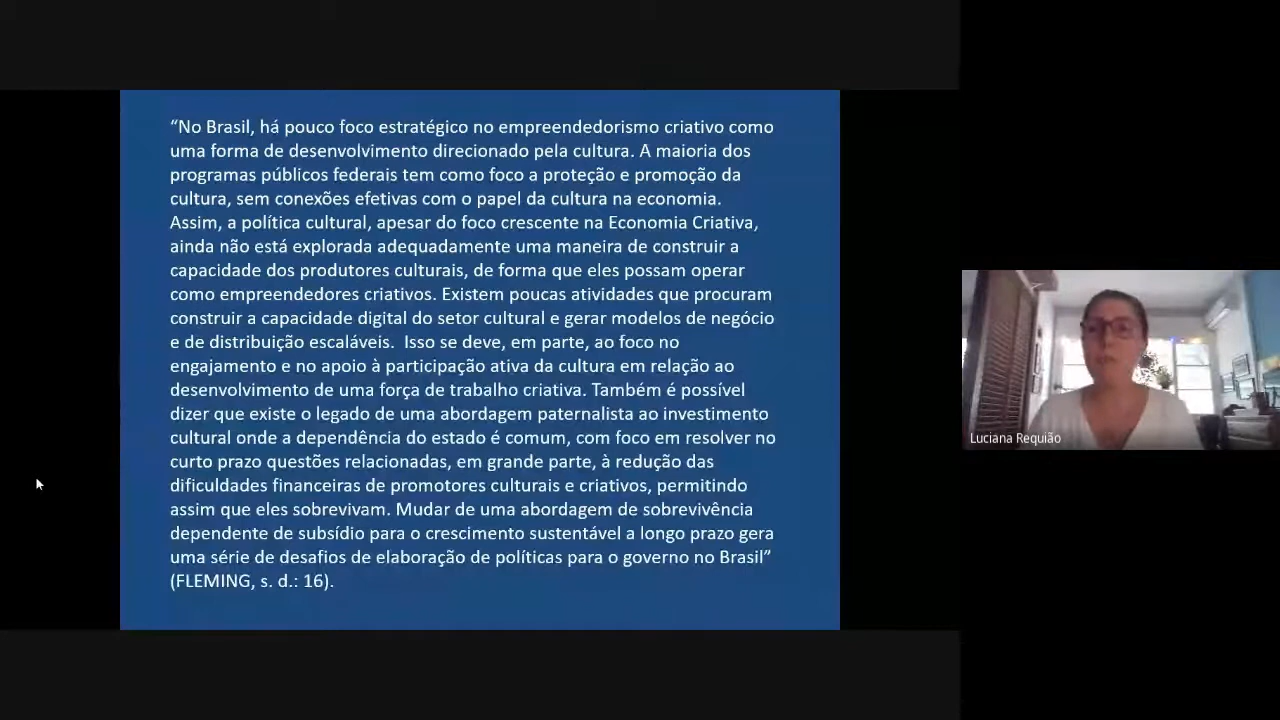 “No Brasil, há pouco foco estratégico no empreendedorismo criativo como
uma forma de desenvolvimento direcionado pela cultura. A maioria dos
programas públicos federais tem como foco a proteção e promoção da
cultura, sem conexões efetivas com o papel da cultura na economia.
Assim, a política cultural, apesar do foco crescente na Economia Criativa,
ainda não está explorada adequadamente uma maneira de construir a
capacidade dos produtores culturais, de forma que eles possam operar
como empreendedores criativos. Existem poucas atividades que procuram
construir a capacidade digital do setor cultural e gerar modelos de negócio
e de distribuição escaláveis.  Isso se deve, em parte, ao foco no
engajamento e no apoio à participação ativa da cultura em relação ao
desenvolvimento de uma força de trabalho criativa. Também é possível
dizer que existe o legado de uma abordagem paternalista ao investimento
cultural onde a dependência do estado é comum, com foco em resolver no
curto prazo questões relacionadas, em grande parte, à redução das
dificuldades financeiras de promotores culturais e criativos, permitindo
assim que eles sobrevivam. Mudar de uma abordagem de sobrevivência
dependente de subsídio para o crescimento sustentável a longo prazo gera
uma série de desafios de elaboração de políticas para o governo no Brasil”
(FLEMING, s. d.: 16).
Luciana Requião